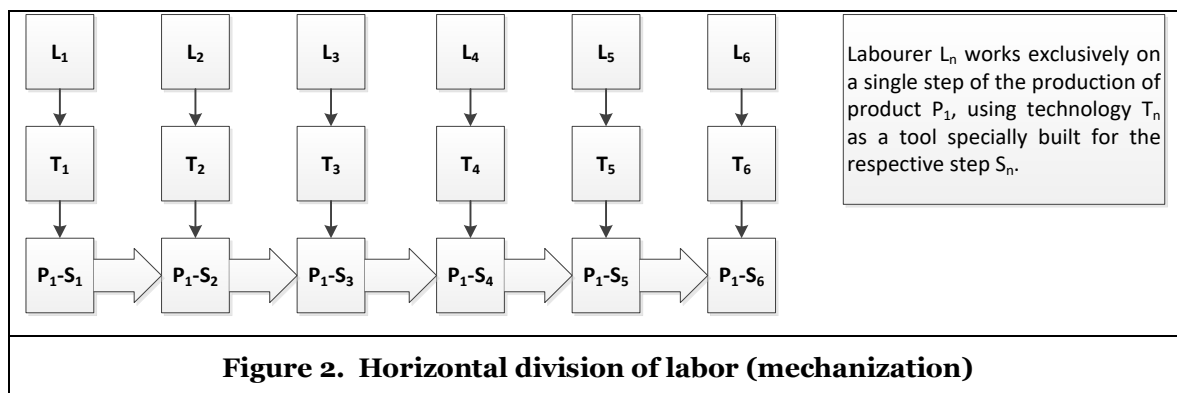 L₁ L₂ L₃ L₄ L₅ L₆
Labourer Lₙ works exclusively on
a single step of the production of
product P₁, using technology Tₙ
as a tool specially built for the
respective step Sₙ.
T₁ T₂ T₃ T₄ T₅ T₆
P₁-S₁ P₁-S₂ P₁-S₃ P₁-S₄ P₁-S₅ P₁-S₆
Figure 2. Horizontal division of labor (mechanization)